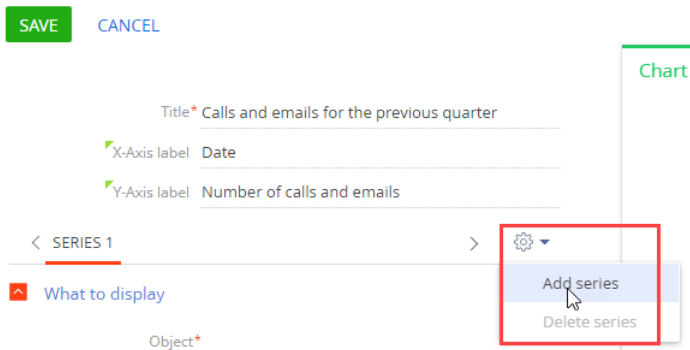 SAVE CANCEL
Chart
Title* Calls and emails for the previous quarter
X-Axis label Date
Y-Axis label Number of calls and emails
SERIES 1
Add series
What to display
Delete series
Object*